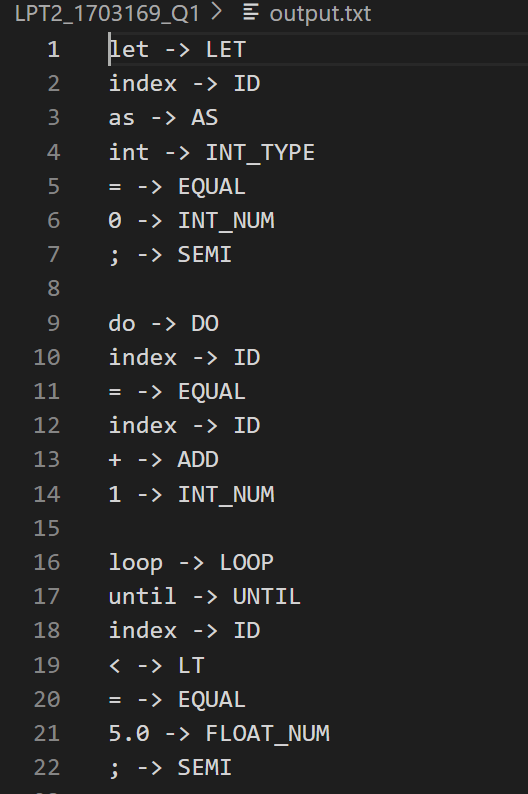 LPT2_1703169_Q1 > output.txt
1 let -> LET
2 index -> ID
3 as -> AS
4 int -> INT_TYPE
5 = -> EQUAL
6 0 -> INT_NUM
7 ; -> SEMI
8
9 do -> DO
10 index -> ID
11 = -> EQUAL
12 index -> ID
13 + -> ADD
14 1 -> INT_NUM
15
16 loop -> LOOP
17 until -> UNTIL
18 index -> ID
19 < -> LT
20 = -> EQUAL
21 5.0 -> FLOAT_NUM
22 ; -> SEMI